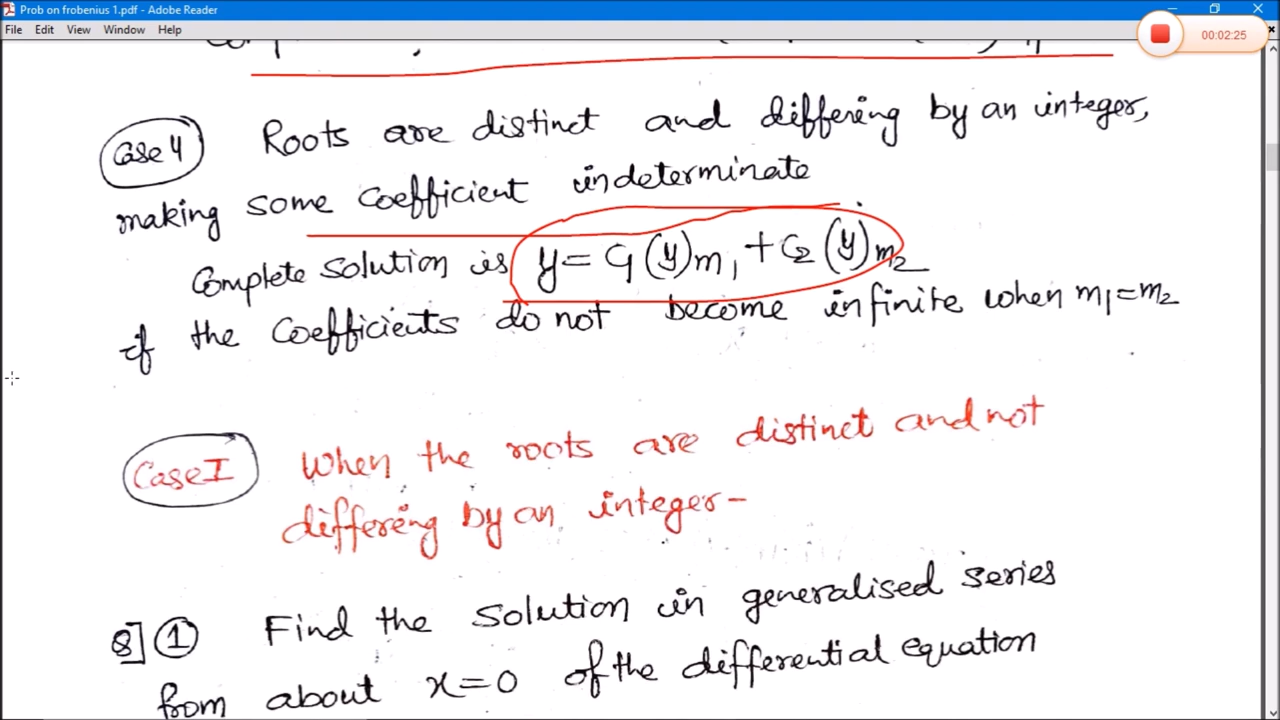 Prob on frobenius 1.pdf - Adobe Reader
File Edit View Window Help
00:02:25
Case 4 Roots are distinct and differing by an integer,
making some coefficient indeterminate
Complete solution is y = C1 (y)m1 + C2 (y)m2
if the coefficients do not become infinite when m1 = m2
Case I When the roots are distinct and not
differing by an integer -
Q] 1 Find the solution in generalised series
from about x=0 of the differential equation